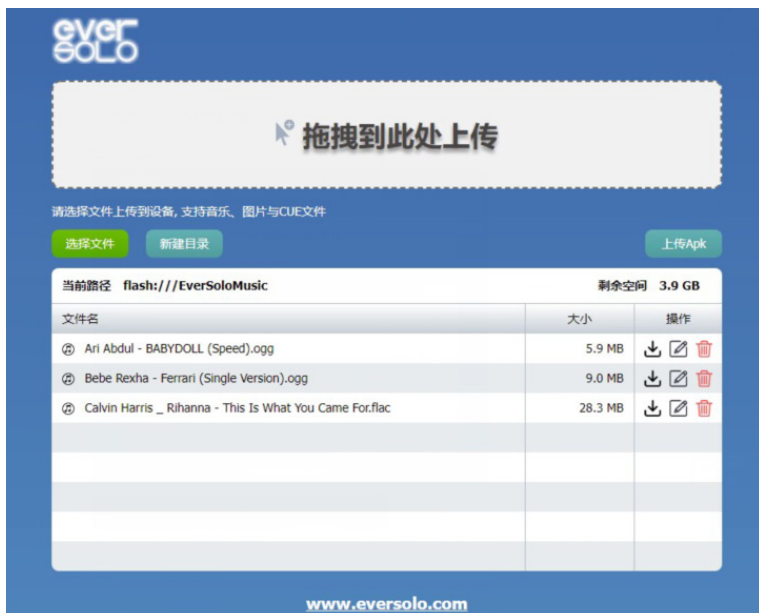 ever
SOLO
拖拽到此处上传
请选择文件上传到设备, 支持音乐、图片与CUE文件
选择文件 新建目录 上传Apk
当前路径 flash:///EverSoloMusic 剩余空间 3.9 GB
文件名 大小 操作
Ari Abdul - BABYDOLL (Speed).ogg 5.9 MB
Bebe Rexha - Ferrari (Single Version).ogg 9.0 MB
Calvin Harris _ Rihanna - This Is What You Came For.flac 28.3 MB
www.eversolo.com